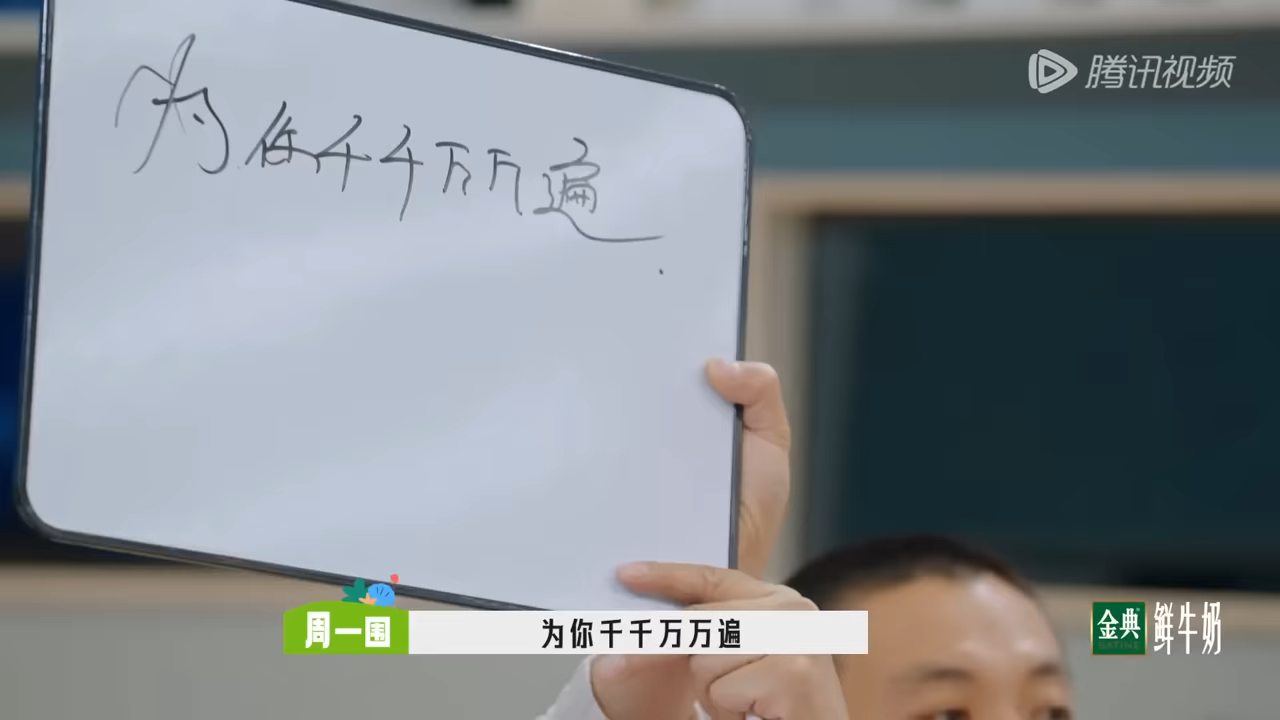 腾讯视频
为你千千万万遍
周一围
为你千千万万遍
金典
鲜牛奶